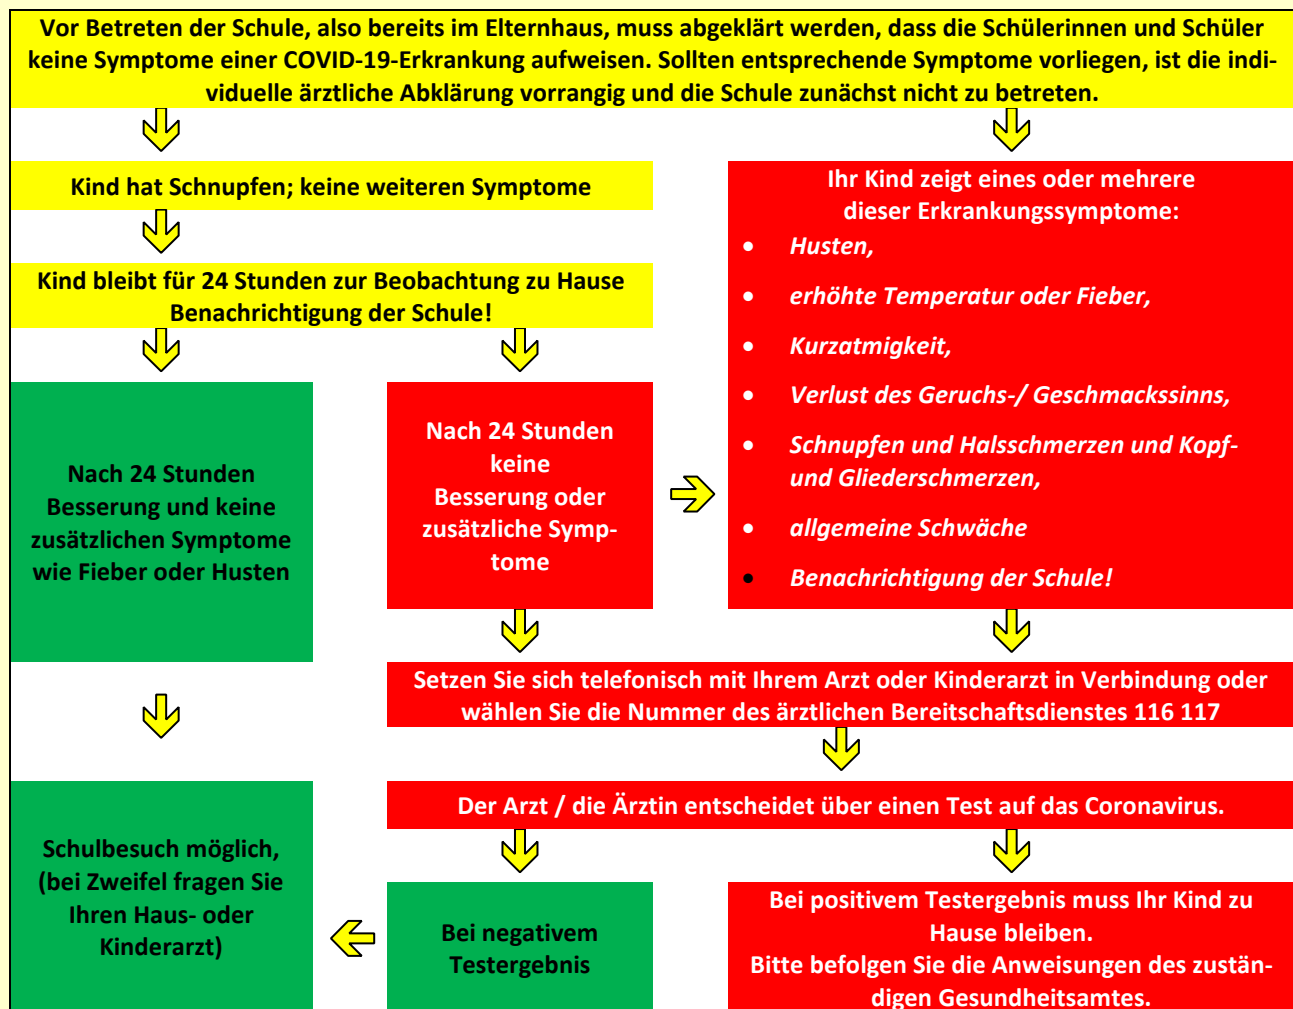 Vor Betreten der Schule, also bereits im Elternhaus, muss abgeklärt werden, dass die Schülerinnen und Schüler
keine Symptome einer COVID-19-Erkrankung aufweisen. Sollten entsprechende Symptome vorliegen, ist die indi-
viduelle ärztliche Abklärung vorrangig und die Schule zunächst nicht zu betreten.
Kind hat Schnupfen; keine weiteren Symptome
Kind bleibt für 24 Stunden zur Beobachtung zu Hause
Benachrichtigung der Schule!
Nach 24 Stunden
Besserung und keine
zusätzlichen Symptome
wie Fieber oder Husten
Nach 24 Stunden
keine
Besserung oder
zusätzliche Symp-
tome
Ihr Kind zeigt eines oder mehrere
dieser Erkrankungssymptome:
• Husten,
• erhöhte Temperatur oder Fieber,
• Kurzatmigkeit,
• Verlust des Geruchs-/ Geschmackssinns,
• Schnupfen und Halsschmerzen und Kopf-
und Gliederschmerzen,
• allgemeine Schwäche
• Benachrichtigung der Schule!
Setzen Sie sich telefonisch mit Ihrem Arzt oder Kinderarzt in Verbindung oder
wählen Sie die Nummer des ärztlichen Bereitschaftsdienstes 116 117
Der Arzt / die Ärztin entscheidet über einen Test auf das Coronavirus.
Schulbesuch möglich,
(bei Zweifel fragen Sie
Ihren Haus- oder
Kinderarzt)
Bei negativem
Testergebnis
Bei positivem Testergebnis muss Ihr Kind zu
Hause bleiben.
Bitte befolgen Sie die Anweisungen des zustän-
digen Gesundheitsamtes.